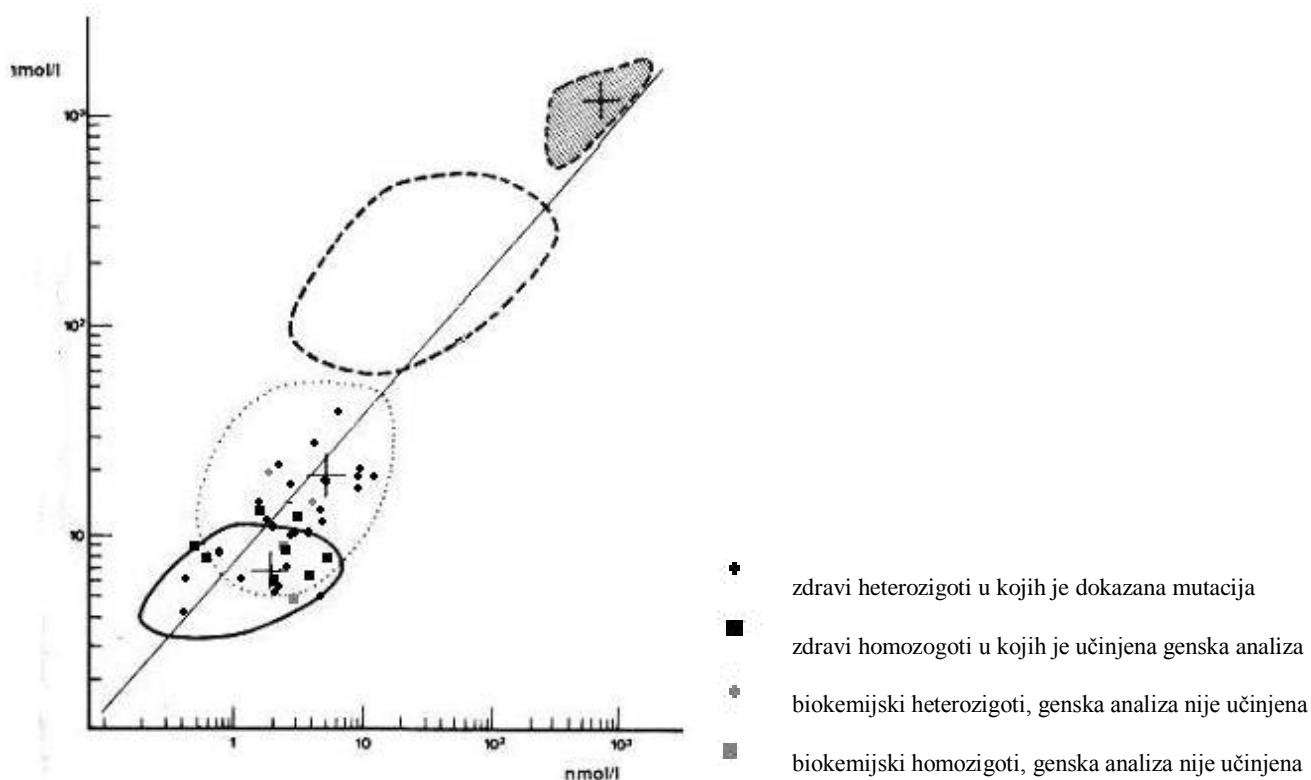 nmol/l
10³
10²
10
1
10
10²
10³
nmol/l
zdravi heterozigoti u kojih je dokazana mutacija
zdravi homozogoti u kojih je učinjena genska analiza
biokemijski heterozigoti, genska analiza nije učinjena
biokemijski homozigoti, genska analiza nije učinjena